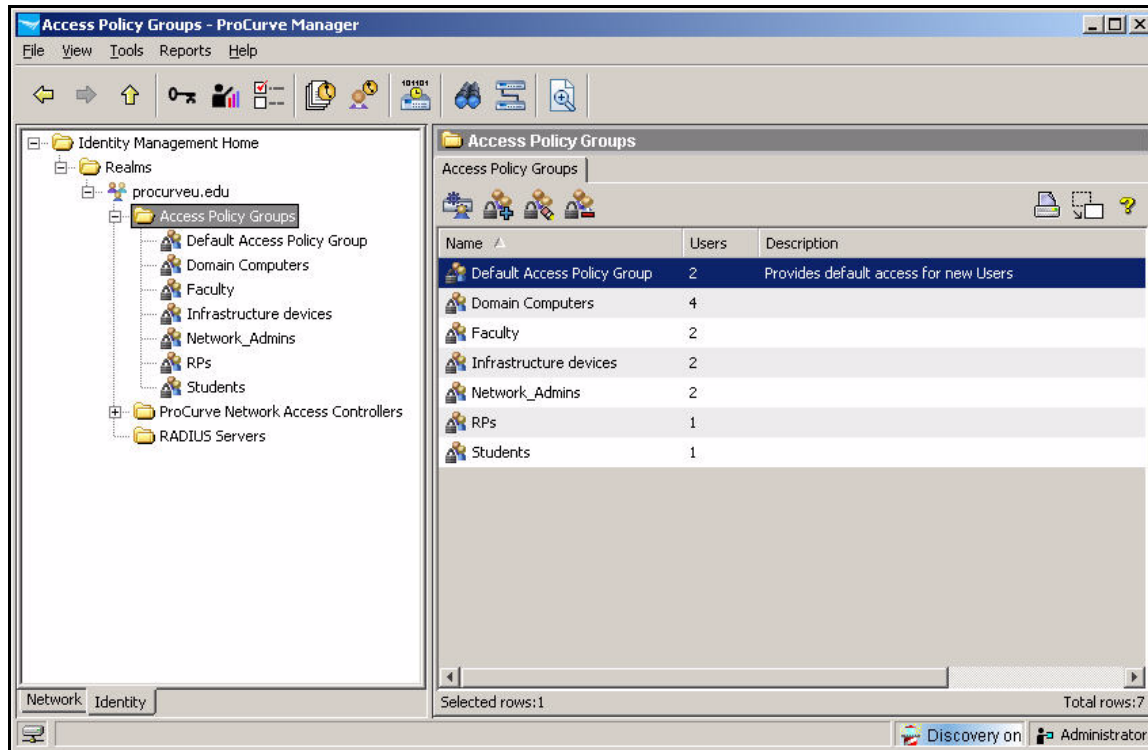 Access Policy Groups - ProCurve Manager
File View Tools Reports Help
101101
Identity Management Home
Realms
procurveu.edu
Access Policy Groups
Default Access Policy Group
Domain Computers
Faculty
Infrastructure devices
Network_Admins
RPs
Students
ProCurve Network Access Controllers
RADIUS Servers
Network Identity
Access Policy Groups
Access Policy Groups
Name Users Description
Default Access Policy Group 2 Provides default access for new Users
Domain Computers 4
Faculty 2
Infrastructure devices 2
Network_Admins 2
RPs 1
Students 1
Selected rows:1 Total rows:7
Discovery on Administrator